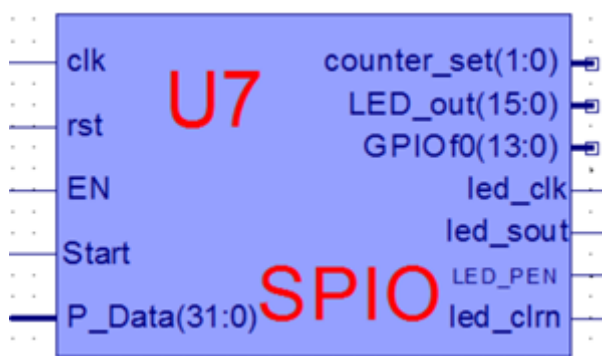 clk
rst
EN
Start
P_Data(31:0)
U7
SPIO
counter_set(1:0)
LED_out(15:0)
GPIOf0(13:0)
led_clk
led_sout
LED_PEN
led_clrn